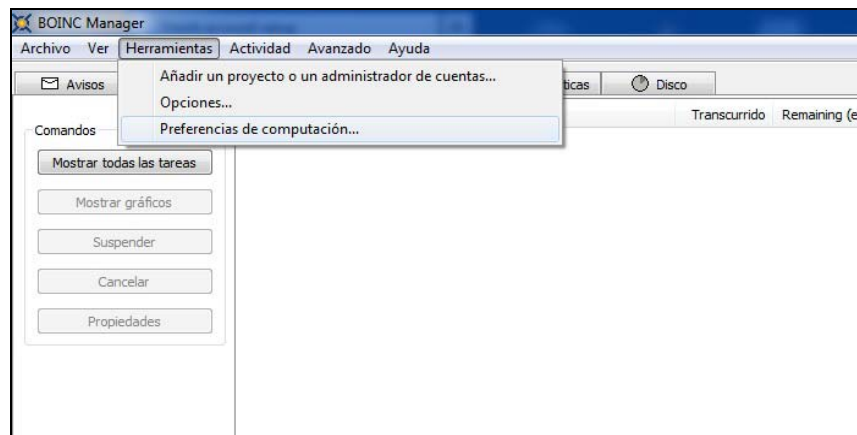 BOINC Manager
Archivo Ver Herramientas Actividad Avanzado Ayuda
Avisos Disco
Añadir un proyecto o un administrador de cuentas...
Opciones...
Preferencias de computación...
Transcurrido Remaining (e
Comandos
Mostrar todas las tareas
Mostrar gráficos
Suspender
Cancelar
Propiedades